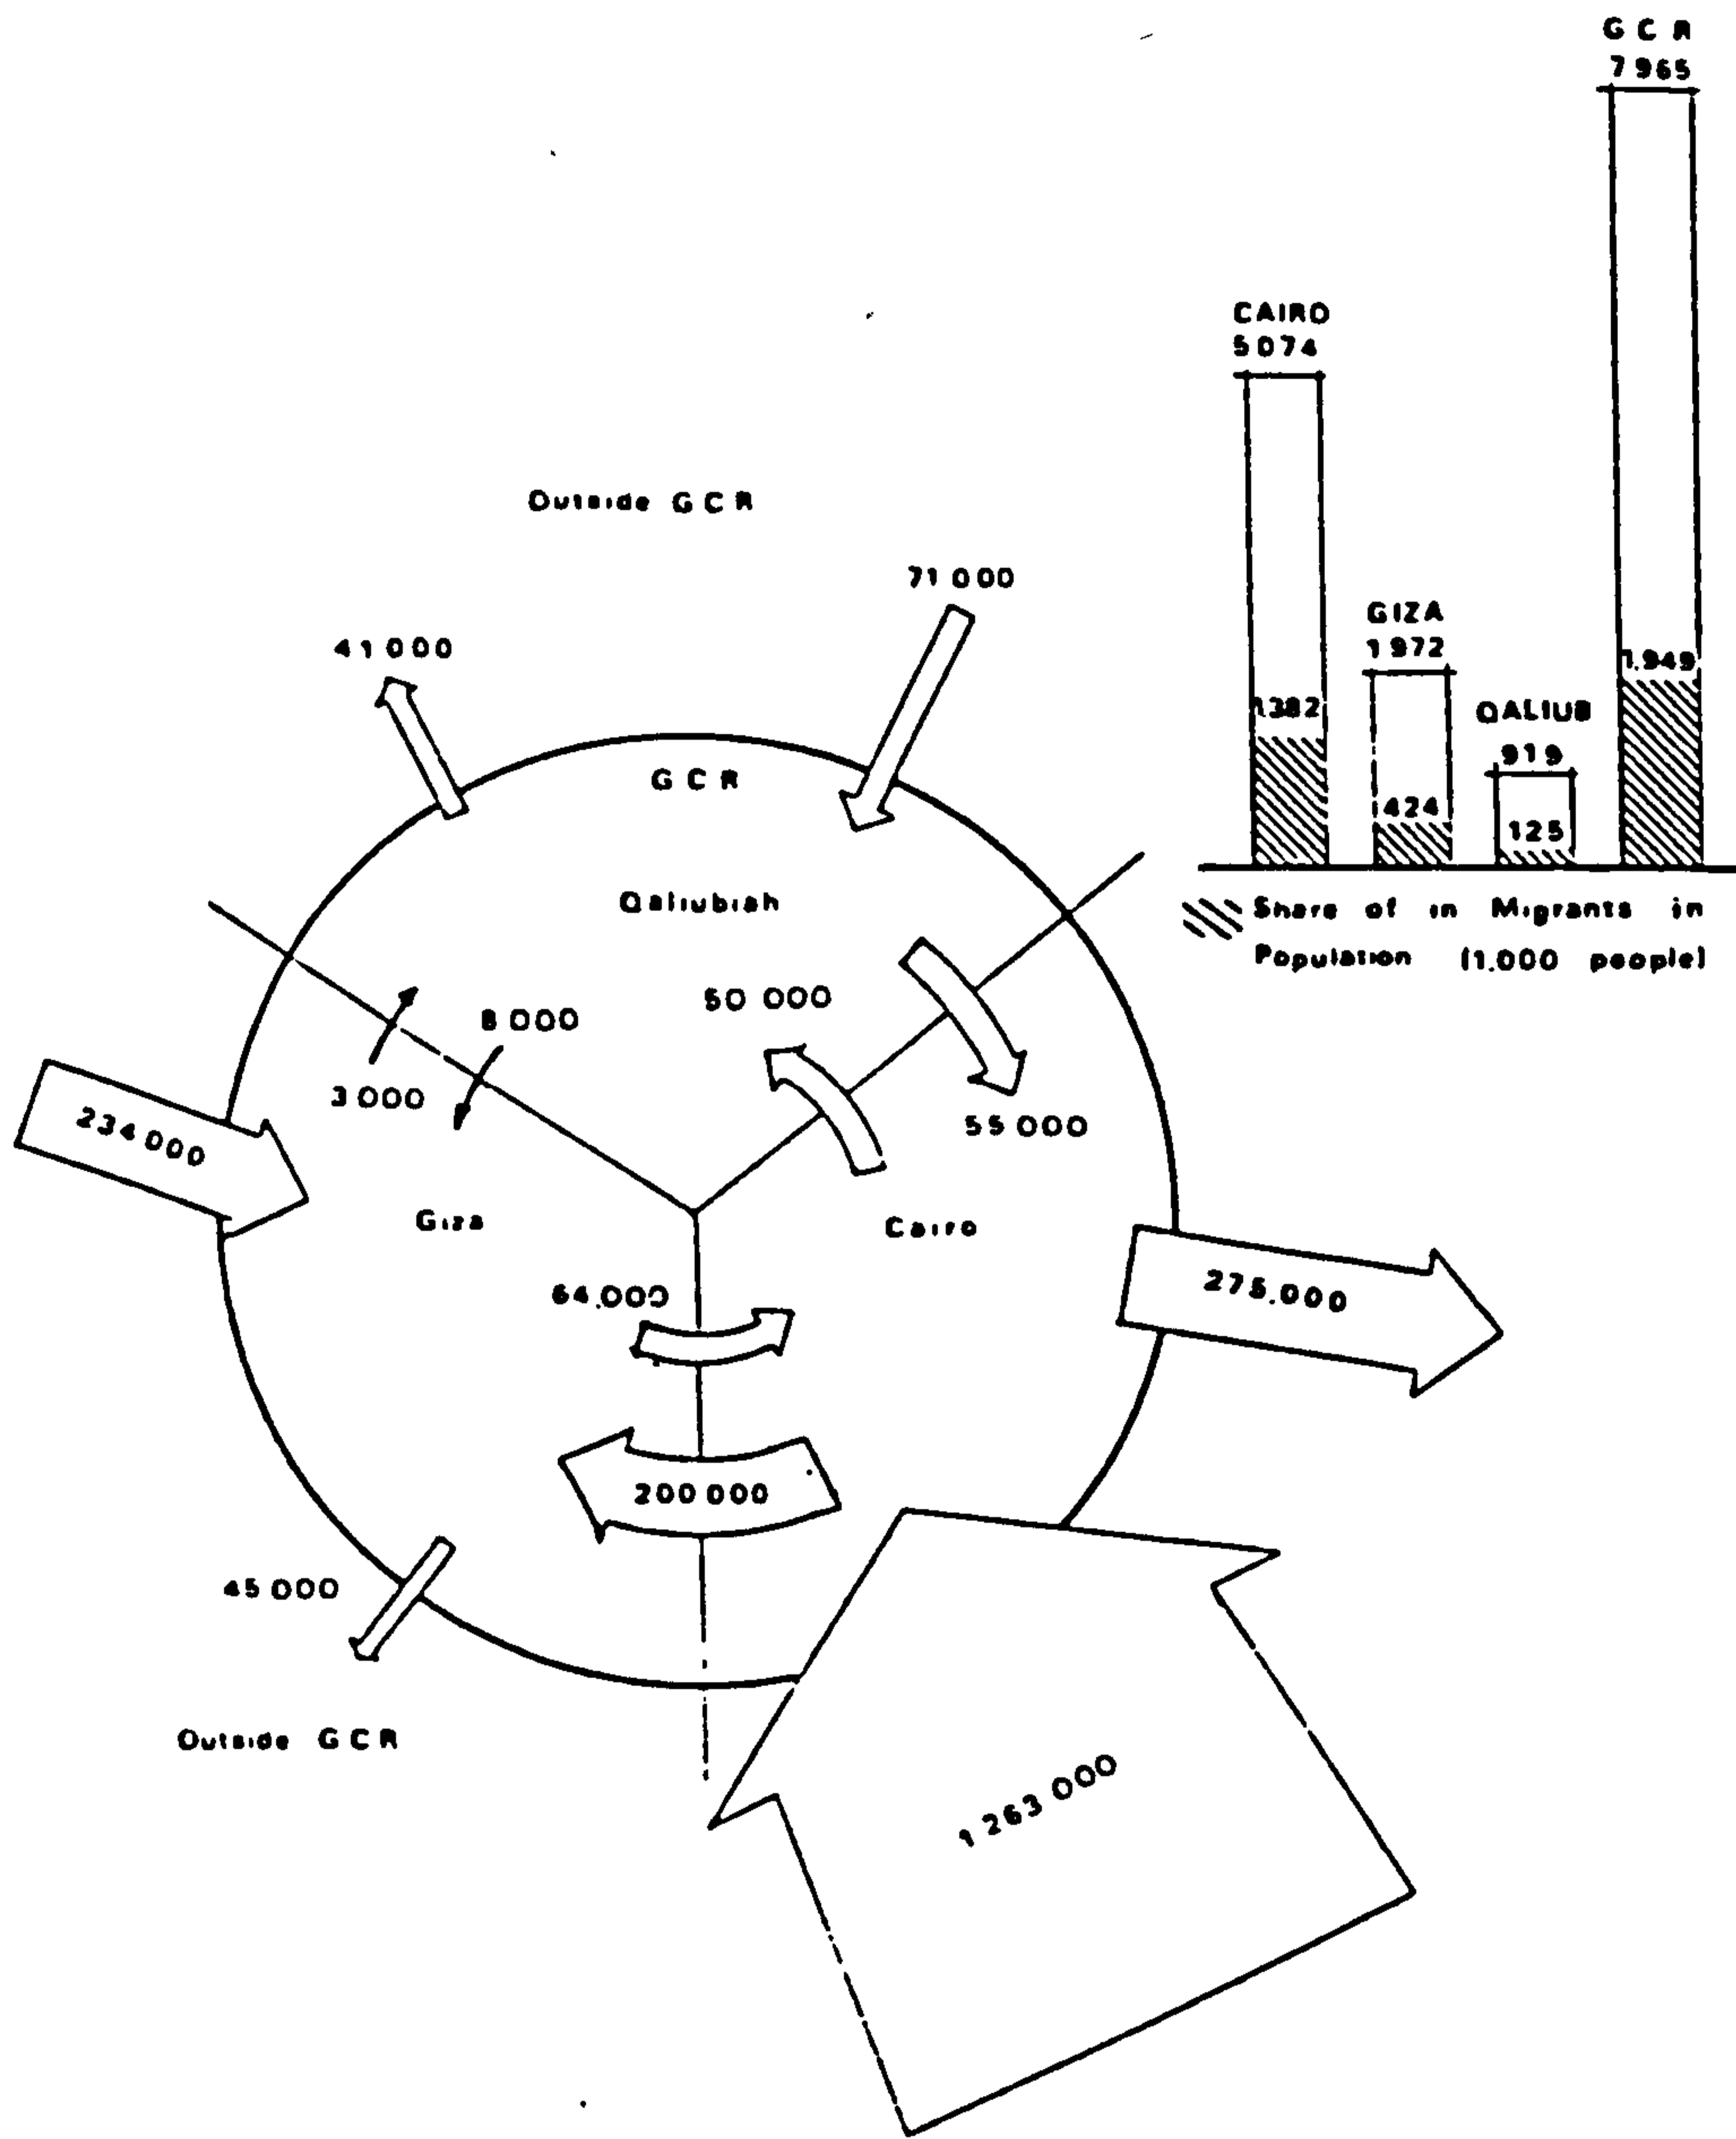 G C R
7 965
CAIRO
5 074
GIZA
1 972
1.949
1.382
QALIUB
919
424
125
Share of in Migrants in
Population (1.000 people)
Outside G C R
71 000
41 000
G C R
Qaliubiah
50 000
8 000
3 000
55 000
234 000
Giza
Cairo
64.000
275.000
200 000
45 000
Outside G C R
1 263 000